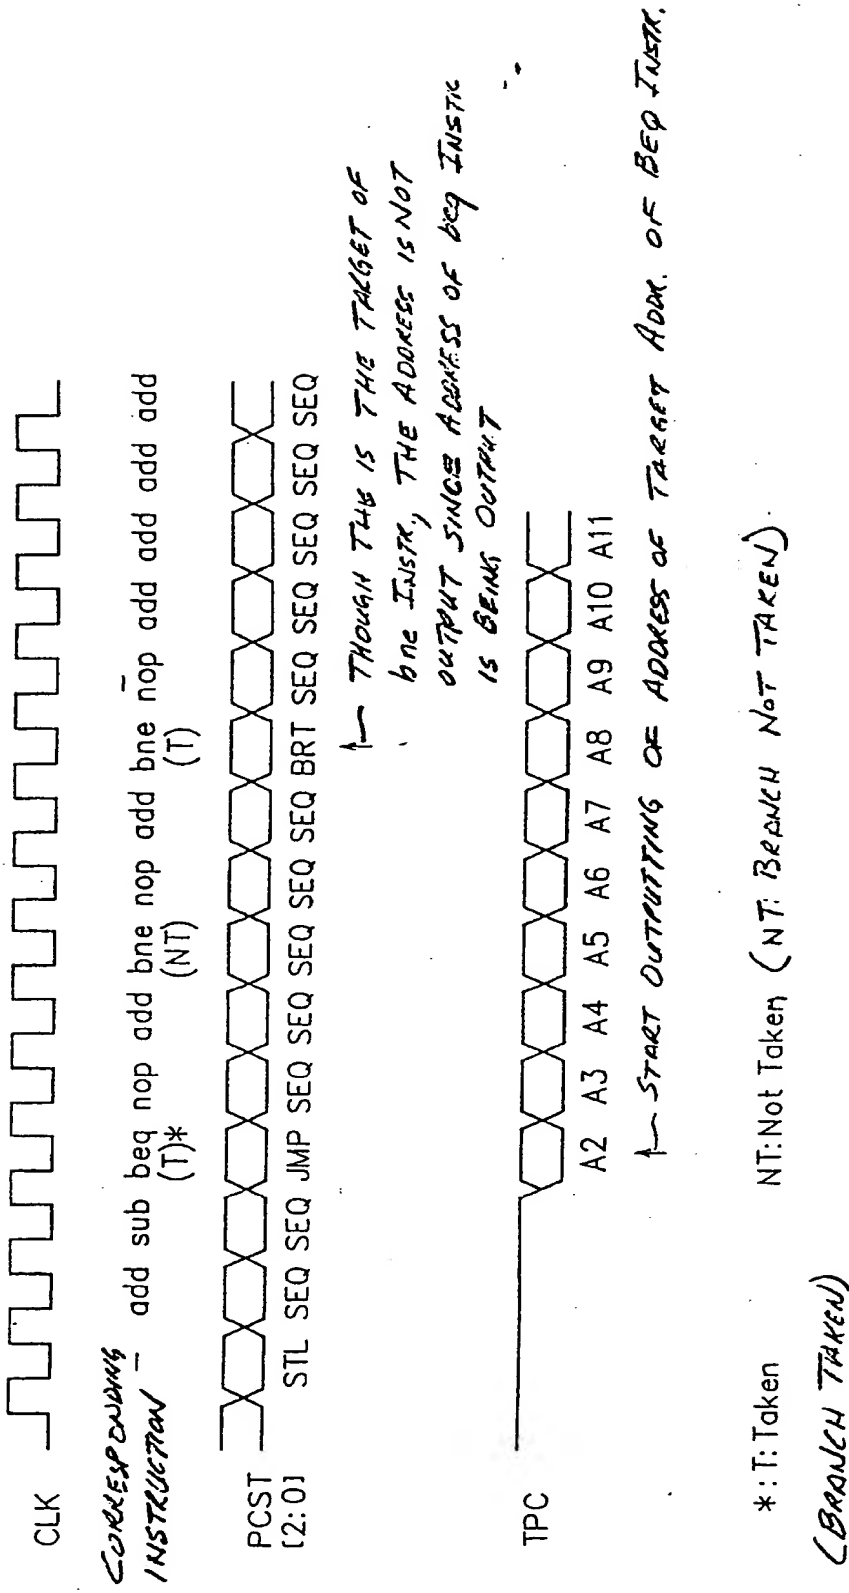 CLK
CORRESPONDING
INSTRUCTION
— add sub beq nop add bne nop add bne nop add add add add
(T)* (NT) (T)
PCST
[2:0]
STL SEQ SEQ JMP SEQ SEQ SEQ SEQ SEQ BRT SEQ SEQ SEQ SEQ SEQ
THOUGH THE IS THE TARGET OF
bne INSTR., THE ADDRESS IS NOT
OUTPUT SINCE ADDRESS OF beq INSTR
IS BEING OUTPUT
TPC
A2 A3 A4 A5 A6 A7 A8 A9 A10 A11
START OUTPUTTING OF ADDRESS OF TARGET ADDR. OF BEQ INSTR.
*:T:Taken NT:Not Taken (NT: BRANCH NOT TAKEN)
(BRANCH TAKEN)